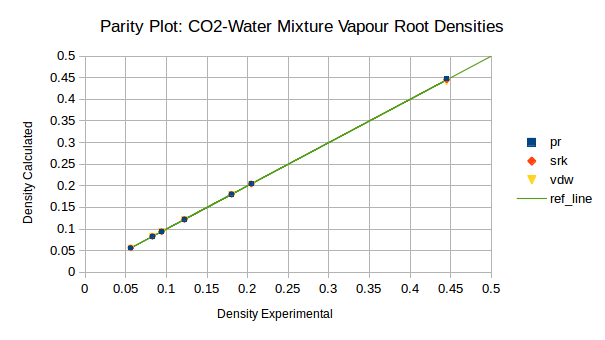 Parity Plot: CO2-Water Mixture Vapour Root Densities
0.5
0.45
0.4
0.35
0.3
0.25
0.2
0.15
0.1
0.05
0
Density Calculated
0 0.05 0.1 0.15 0.2 0.25 0.3 0.35 0.4 0.45 0.5
Density Experimental
pr
srk
vdw
ref_line